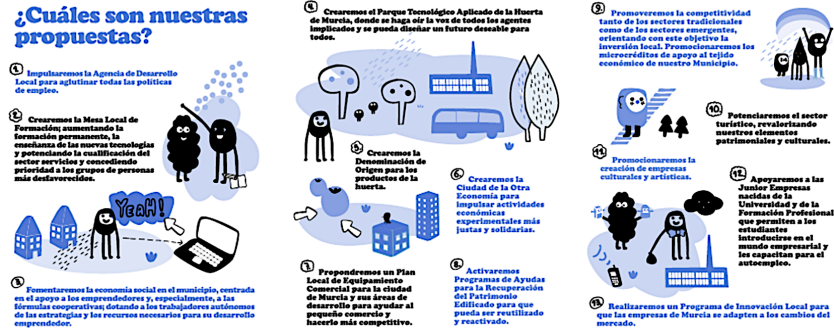 ¿Cuáles son nuestras
propuestas?
1. Impulsaremos la Agencia de Desarrollo
Local para aglutinar todas las políticas
de empleo.
2. Crearemos la Mesa Local de
Formación; aumentando la
formación permanente, la
enseñanza de las nuevas tecnologías
y potenciando la cualificación del
sector servicios y concediendo
prioridad a los grupos de personas
más desfavorecidos.
YEAH!
3. Fomentaremos la economía social en el municipio, centrada
en el apoyo a los emprendedores y, especialmente, a las
fórmulas cooperativas; dotando a los trabajadores autónomos
de las estrategias y los recursos necesarios para su desarrollo
emprendedor.
4. Crearemos el Parque Tecnológico Aplicado de la Huerta
de Murcia, donde se haga oír la voz de todos los agentes
implicados y se pueda diseñar un futuro deseable para
todos.
5. Crearemos la
Denominación de
Origen para los
productos de la
huerta.
6. Crearemos la
Ciudad de la Otra
Economía para
impulsar actividades
económicas
experimentales más
justas y solidarias.
7. Propondremos un Plan
Local de Equipamiento
Comercial para la ciudad
de Murcia y sus áreas de
desarrollo para ayudar al
pequeño comercio y
hacerlo más competitivo.
8. Activaremos
Programas de Ayudas
para la Recuperación
del Patrimonio
Edificado para que
pueda ser reutilizado
y reactivado.
9. Promoveremos la competitividad
tanto de los sectores tradicionales
como de los sectores emergentes,
orientando con este objetivo la
inversión local. Promocionaremos los
microcréditos de apoyo al tejido
económico de nuestro Municipio.
10. Potenciaremos el sector
turístico, revalorizando
nuestros elementos
patrimoniales y culturales.
11. Promocionaremos la
creación de empresas
culturales y artísticas.
12. Apoyaremos a las
Junior Empresas
nacidas de la
Universidad y de la
Formación Profesional
que permiten a los
estudiantes
introducirse en el
mundo empresarial y
les capacitan para el
autoempleo.
13. Realizaremos un Programa de Innovación Local para
que las empresas de Murcia se adapten a los cambios del
mercado.